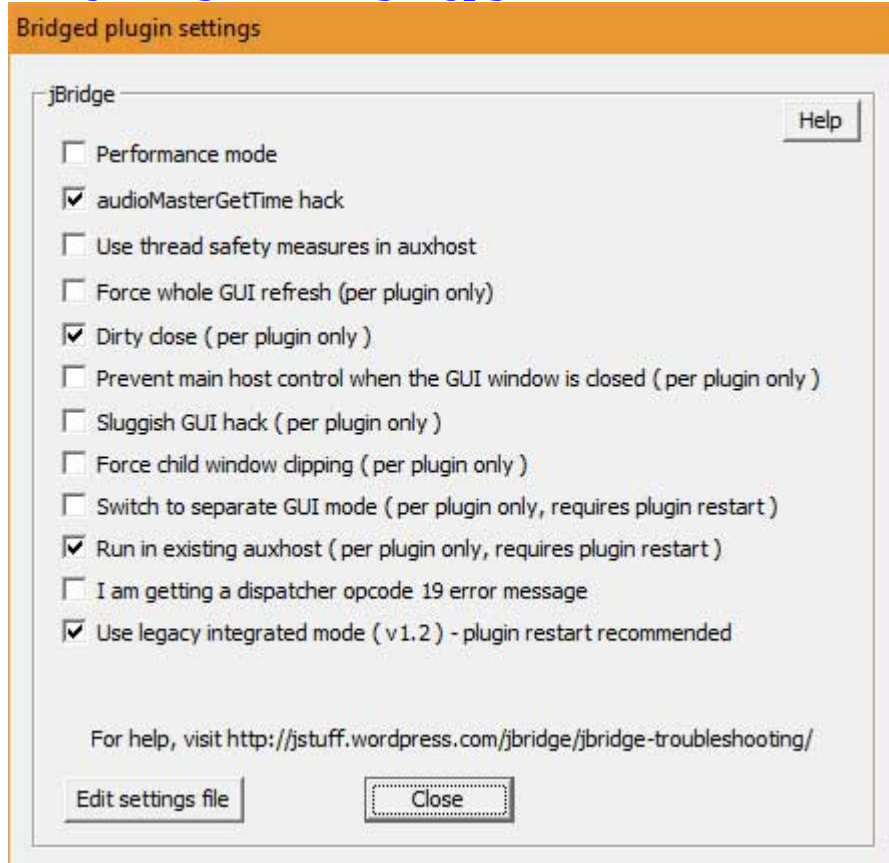 Bridged plugin settings
jBridge
Help
Performance mode
audioMasterGetTime hack
Use thread safety measures in auxhost
Force whole GUI refresh (per plugin only)
Dirty close ( per plugin only )
Prevent main host control when the GUI window is closed ( per plugin only )
Sluggish GUI hack ( per plugin only )
Force child window clipping ( per plugin only )
Switch to separate GUI mode ( per plugin only, requires plugin restart )
Run in existing auxhost ( per plugin only, requires plugin restart )
I am getting a dispatcher opcode 19 error message
Use legacy integrated mode ( v1.2 ) - plugin restart recommended
For help, visit http://jstuff.wordpress.com/jbridge/jbridge-troubleshooting/
Edit settings file
Close